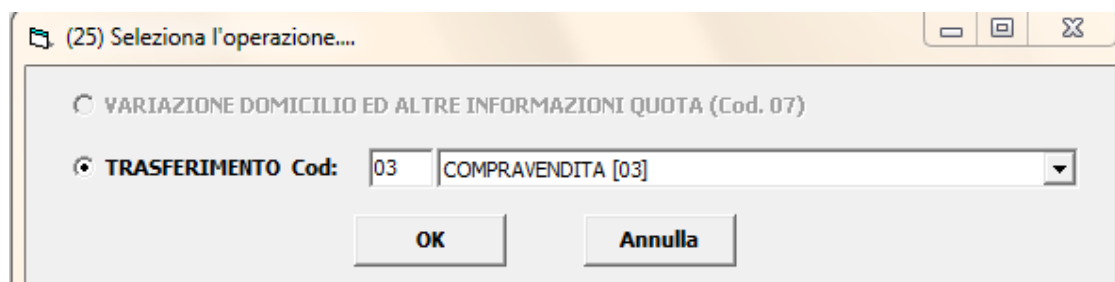 (25) Seleziona l'operazione....
VARIAZIONE DOMICILIO ED ALTRE INFORMAZIONI QUOTA (Cod. 07)
TRASFERIMENTO Cod: 03 COMPRAVENDITA [03]
OK Annulla